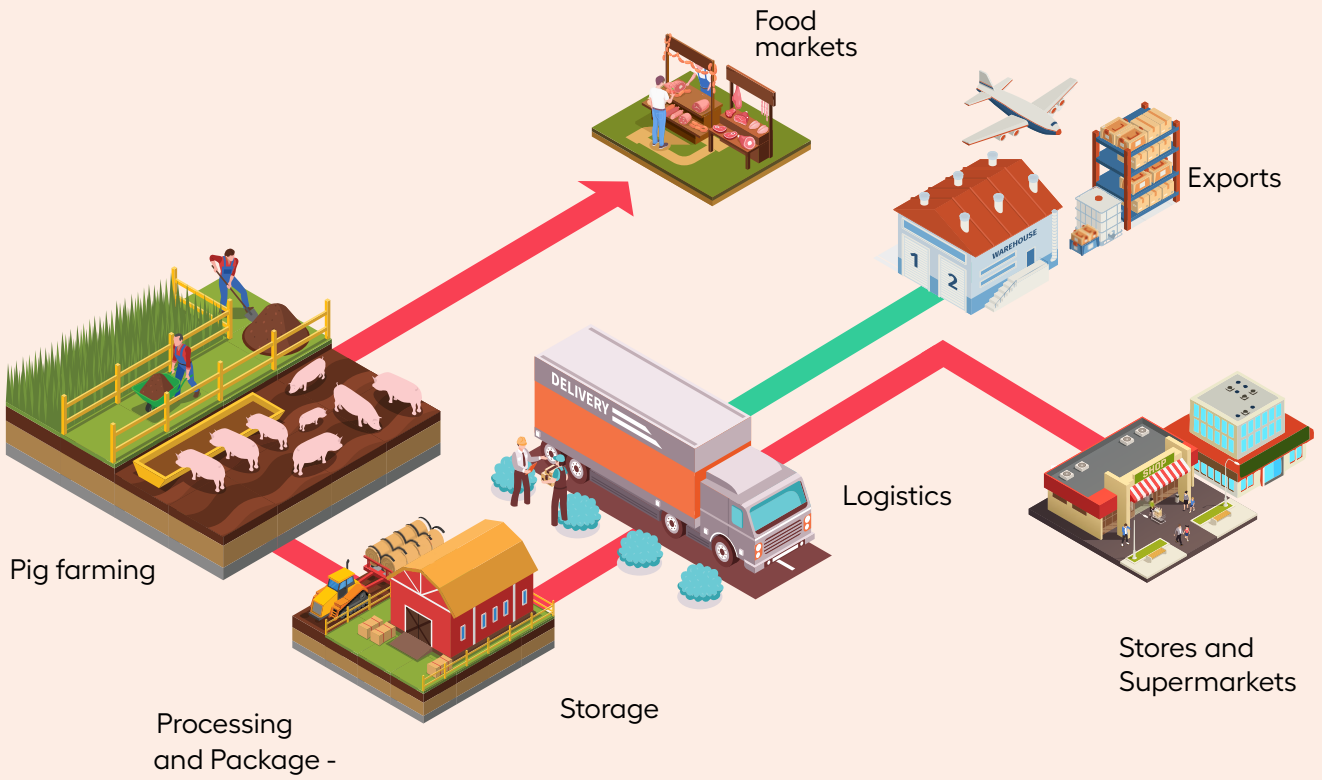 Food
markets
Exports
WAREHOUSE
1
2
DELIVERY
Logistics
SHOP
Pig farming
Stores and
Supermarkets
Storage
Processing
and Package -